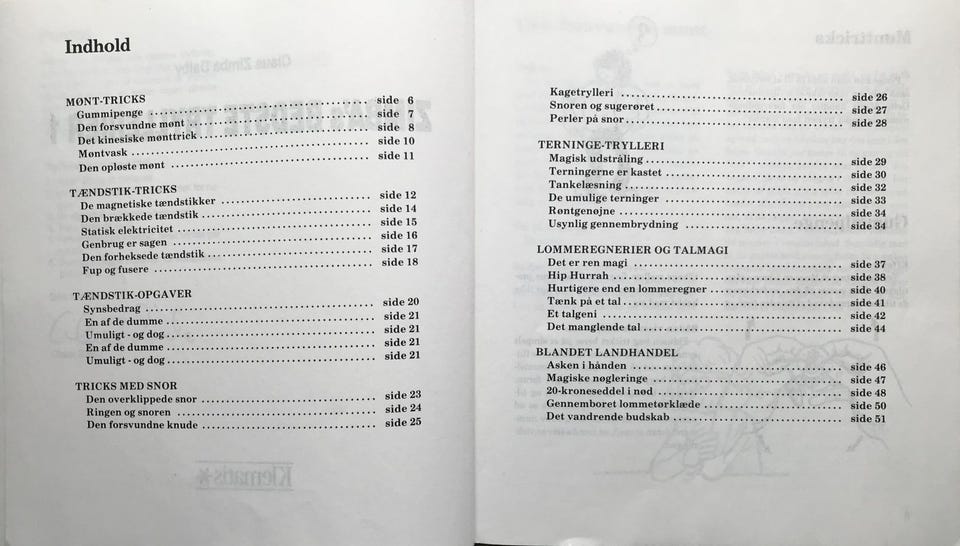 Indhold
MØNT-TRICKS
Gummipenge ........................................ side 6
Den forsvundne mønt ........................................ side 7
Det kinesiske mønttrick ........................................ side 8
Møntvask ........................................ side 10
Den opløste mønt ........................................ side 11
TÆNDSTIK-TRICKS
De magnetiske tændstikker ........................................ side 12
Den brækkede tændstik ........................................ side 14
Statisk elektricitet ........................................ side 15
Genbrug er sagen ........................................ side 16
Den forheksede tændstik ........................................ side 17
Fup og fusere ........................................ side 18
TÆNDSTIK-OPGAVER
Synsbedrag ........................................ side 20
En af de dumme ........................................ side 21
Umuligt - og dog ........................................ side 21
En af de dumme ........................................ side 21
Umuligt - og dog ........................................ side 21
TRICKS MED SNOR
Den overklippede snor ........................................ side 23
Ringen og snoren ........................................ side 24
Den forsvundne knude ........................................ side 25
Kagetrylleri ........................................ side 26
Snoren og sugerøret ........................................ side 27
Perler på snor ........................................ side 28
TERNINGE-TRYLLERI
Magisk udstråling ........................................ side 29
Terningerne er kastet ........................................ side 30
Tankelæsning ........................................ side 32
De umulige terninger ........................................ side 33
Røntgenøjne ........................................ side 34
Usynlig gennembrydning ........................................ side 34
LOMMEREGNERIER OG TALMAGI
Det er ren magi ........................................ side 37
Hip Hurrah ........................................ side 38
Hurtigere end en lommeregner ........................................ side 40
Tænk på et tal ........................................ side 41
Et talgeni ........................................ side 42
Det manglende tal ........................................ side 44
BLANDET LANDHANDEL
Asken i hånden ........................................ side 46
Magiske nøgleringe ........................................ side 47
20-kroneseddel i nød ........................................ side 48
Gennemboret lommetørklæde ........................................ side 50
Det vandrende budskab ........................................ side 51